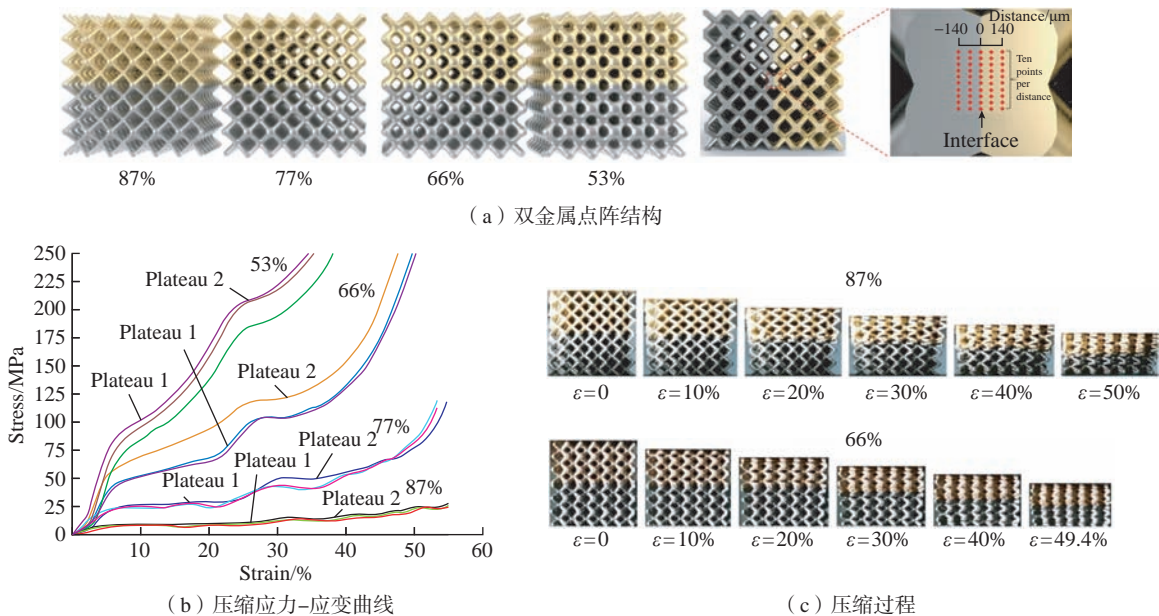 Distance/μm
−140 0 140
Ten
points
per
distance
Interface
87% 77% 66% 53%
（a）双金属点阵结构
250
225
200
175
150
125
100
75
50
25
0
Stress/MPa
Plateau 2
53%
66%
Plateau 1
Plateau 1
Plateau 2
77%
Plateau 1
Plateau 2
Plateau 1
87%
Plateau 2
10 20 30 40 50 60
Strain/%
（b）压缩应力–应变曲线
87%
ε=0 ε=10% ε=20% ε=30% ε=40% ε=50%
66%
ε=0 ε=10% ε=20% ε=30% ε=40% ε=49.4%
（c）压缩过程